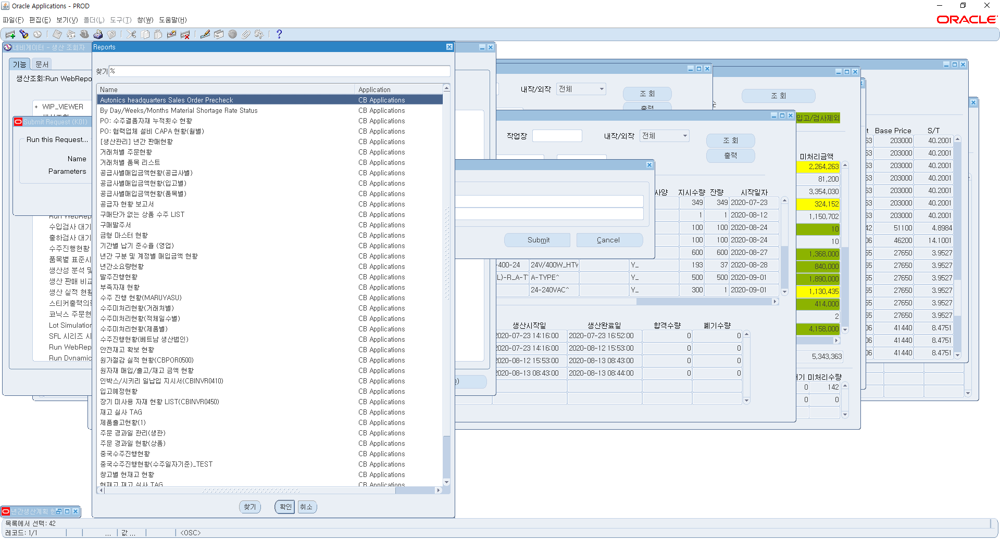 Oracle Applications - PROD
파일(F) 편집(E) 보기(V) 폴더(L) 도구(T) 창(W) 도움말(H)
ORACLE
네비게이터 - 생산 조회자
기능 문서
생산조회:Run WebRepo
+ WIP_VIEWER
Submit Request (K01)
Run this Request...
Name
Parameters
수입검사 대기
출하검사 대기
수주진행현황
품목별 표준시
생산성 분석 및
생산 판매 비교
생산 실적 현황
스티커출력의뢰
코닉스 주문현
Lot Simulation
SFL 시리즈 시
Run WebRep
Run Dynamic
Reports
찾기 %
Name Application
Autonics headquarters Sales Order Precheck CB Applications
By Day/Weeks/Months Material Shortage Rate Status CB Applications
PO: 수주결품자재 누적횟수 현황 CB Applications
PO: 협력업체 설비 CAPA 현황(월별) CB Applications
[생산관리] 년간 판매현황 CB Applications
거래처별 주문현황 CB Applications
거래처별 품목 리스트 CB Applications
공급사별매입금액현황(공급사별) CB Applications
공급사별매입금액현황(입고별) CB Applications
공급사별매입금액현황(품목별) CB Applications
공급자 현황 보고서 CB Applications
구매단가 없는 상품 수주 LIST CB Applications
구매발주서 CB Applications
금형 마스터 현황 CB Applications
기간별 납기 준수율 (영업) CB Applications
년간 구분 및 계정별 매입금액 현황 CB Applications
년간소요량현황 CB Applications
발주진행현황 CB Applications
부족자재 현황 CB Applications
수주 진행 현황(MARUYASU) CB Applications
수주미처리현황(거래처별) CB Applications
수주미처리현황(적체일수별) CB Applications
수주미처리현황(제품별) CB Applications
수주진행현황(베트남 생산법인) CB Applications
안전재고 확보 현황 CB Applications
원가절감 실적 현황(CBPOR0500) CB Applications
원자재 매입/출고/재고 금액 현황 CB Applications
인박스/시키리 일납입 지시서(CBINVR0410) CB Applications
입고예정현황 CB Applications
장기 미사용 자재 현황 LIST(CBINVR0450) CB Applications
재고 실사 TAG CB Applications
제품출고현황(1) CB Applications
주문 경과일 관리(생관) CB Applications
주문 경과일 현황(상품) CB Applications
중국수주진행현황 CB Applications
중국수주진행현황(수주일자기준)_TEST CB Applications
창고별 현재고 현황 CB Applications
현재고 재고 실사 TAG CB Applications
찾기 확인 취소
내작/외작 전체 조 회
출력
작업장 내작/외작 전체 조 회
출력
Submit Cancel
사양 지시수량 잔량 시작일자
349 349 2020-07-23
1 1 2020-08-12
100 100 2020-08-24
100 100 2020-08-24
600 600 2020-08-27
-400-24 24V/400W_HTV Y_ 193 37 2020-08-28
L)-R_A-T A-TYPE^ Y_ 500 500 2020-09-01
24-240VAC^ Y_ 300 1 2020-09-01
생산시작일 생산완료일 합격수량 폐기수량
2020-07-23 14:16:00 2020-07-23 16:52:00 0 0
2020-07-23 14:16:00 2020-08-12 15:53:00 0 0
2020-08-12 15:53:00 2020-08-13 08:43:00 0 0
2020-08-13 08:43:00 2020-08-13 08:44:00 0 0
조 회
입고/검사제외
미처리금액
2,264,263
81,200
3,354,030
324,152
1,150,702
10
10
1,368,000
840,000
1,890,000
1,130,435
414,000
2
4,158,000
5,343,363
미처리수량
0 142
0 0
t Base Price S/T
63 203000 40.2001
63 203000 40.2001
63 203000 40.2001
63 203000 40.2001
63 203000 40.2001
63 203000 40.2001
63 203000 40.2001
42 51100 4.8984
06 46200 14.1001
55 27650 3.9527
55 27650 3.9527
55 27650 3.9527
55 27650 3.9527
55 27650 3.9527
55 27650 3.9527
06 41440 8.4751
06 41440 8.4751
06 41440 8.4751
년간생산계획 현
목록에서 선택: 42
레코드: 1/1 ... 값 ... <OSC>